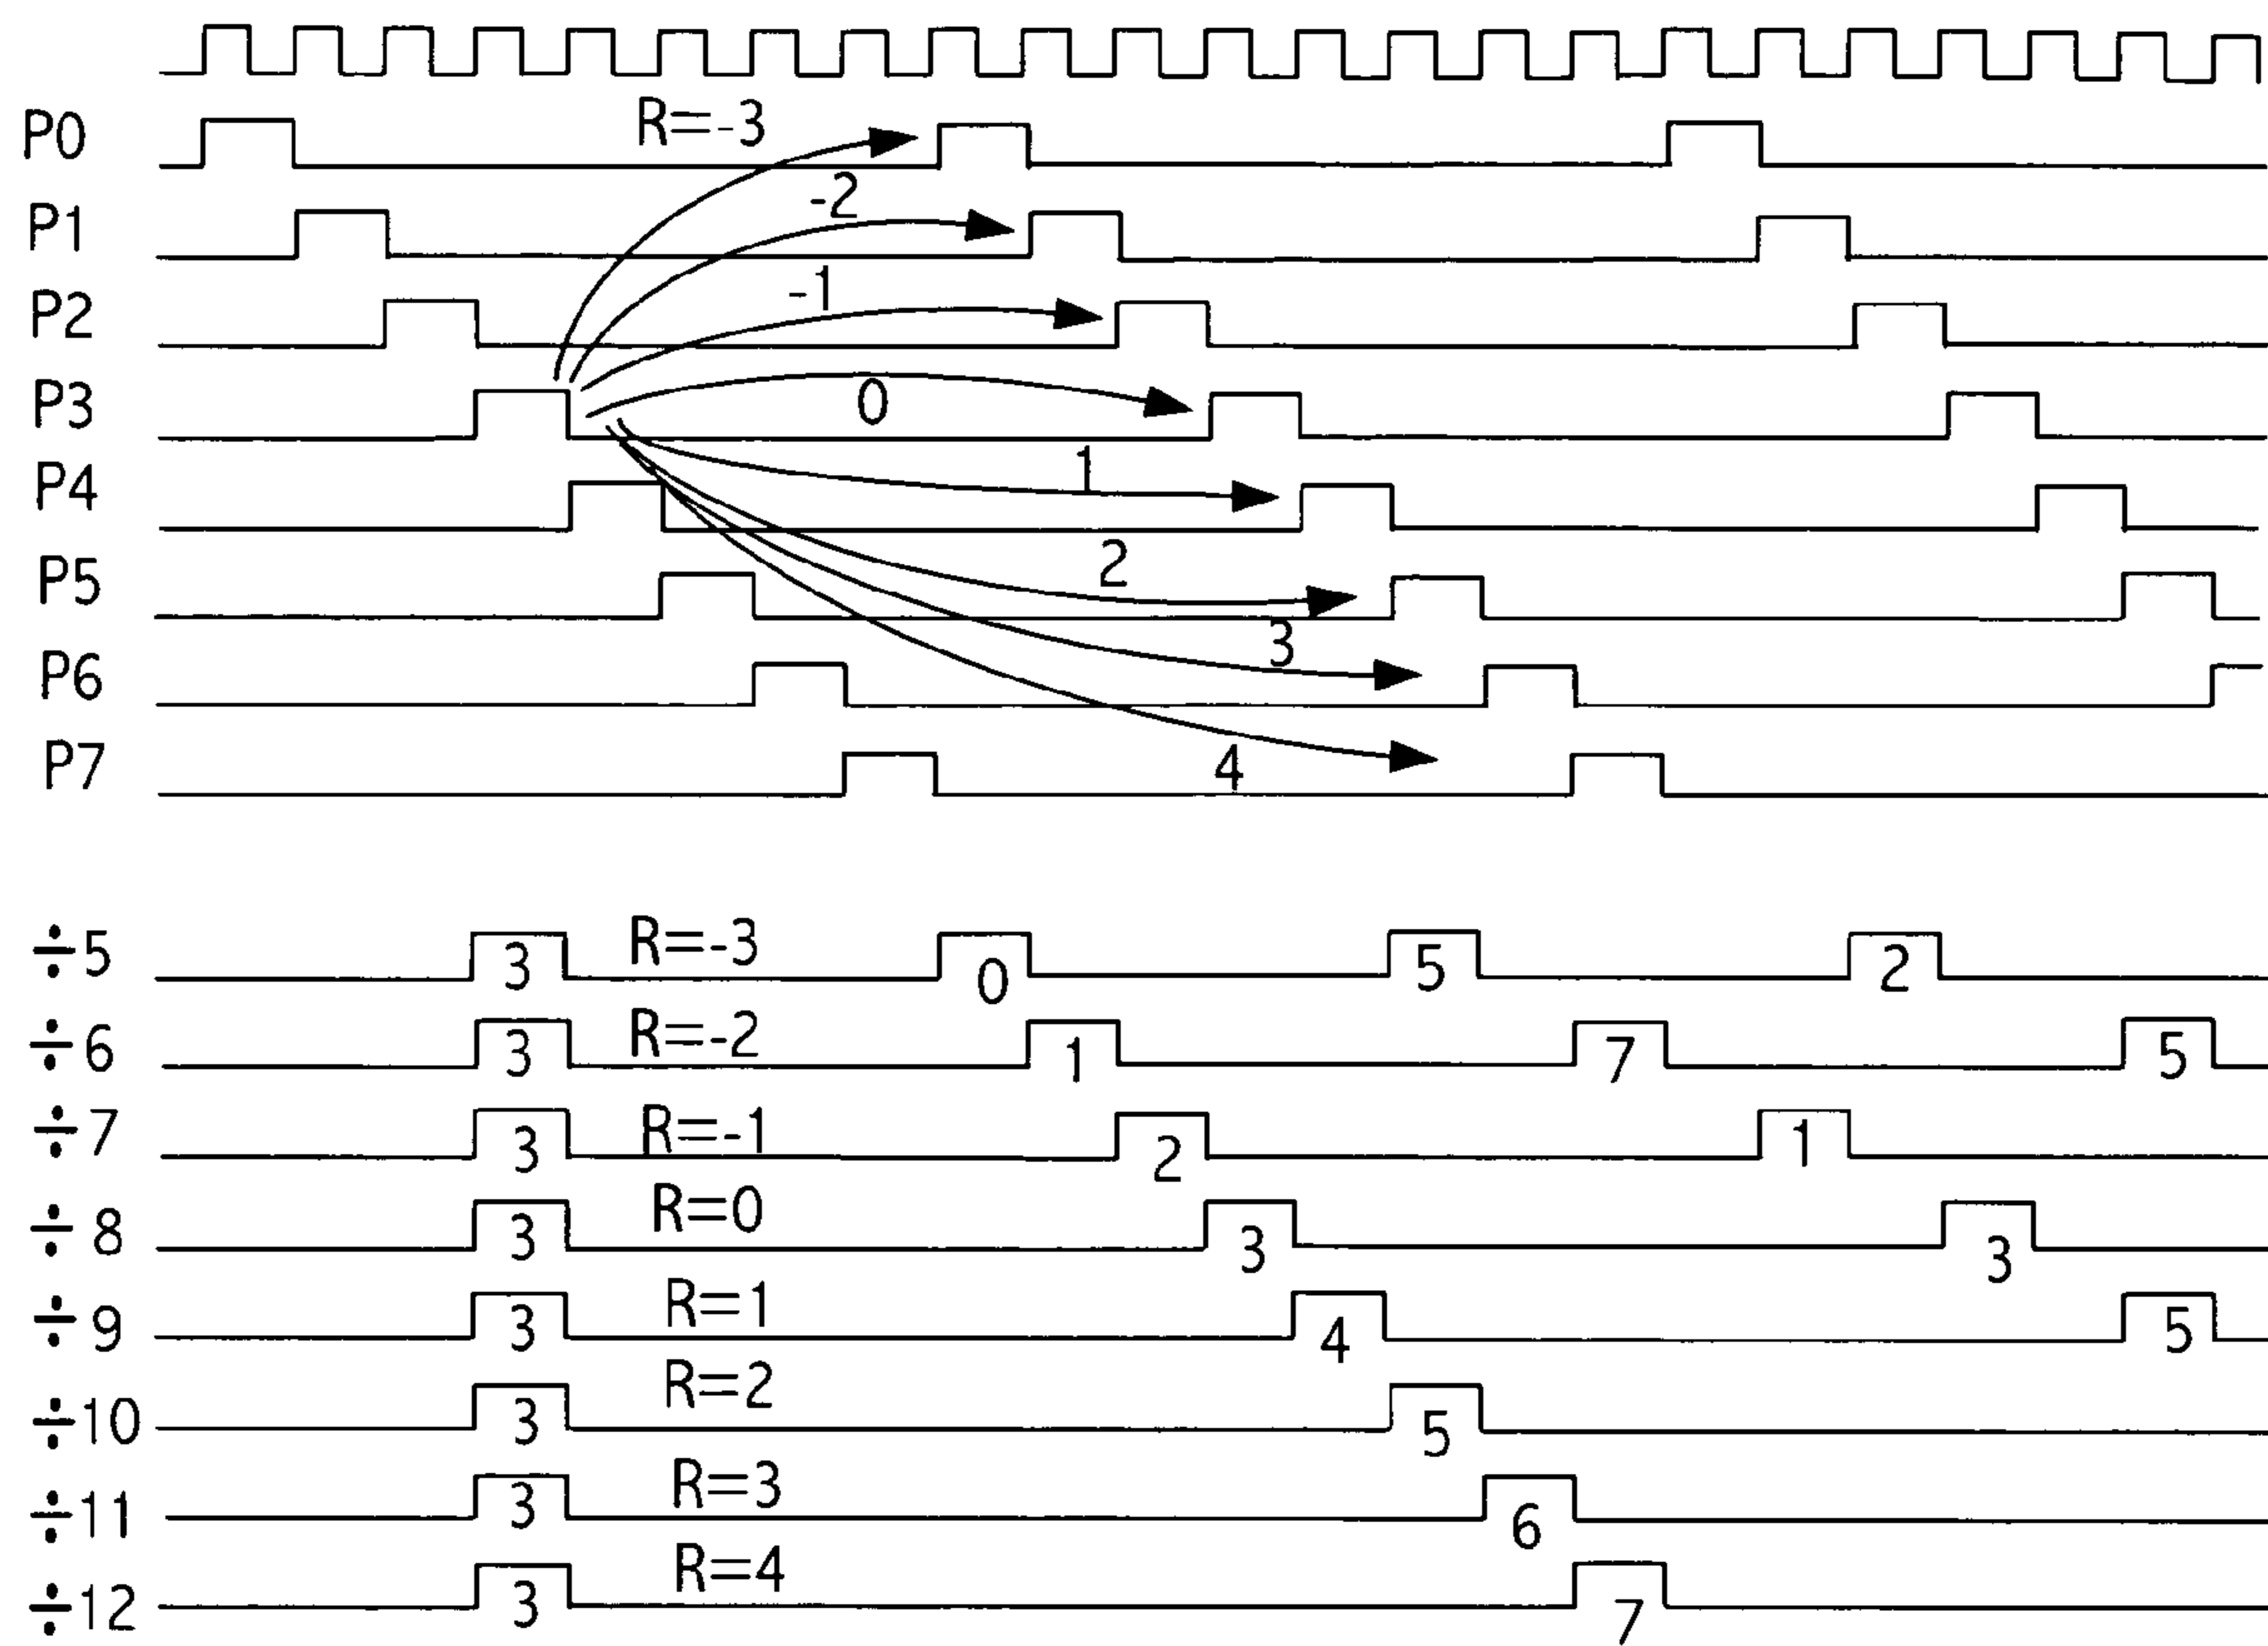 P0 R=-3
-2
P1
-1
P2
P3 0
P4 1
P5 2
3
P6
P7 4
÷5 3 R=-3 0 5 2
÷6 3 R=-2 1 7 5
÷7 3 R=-1 2 1
÷8 3 R=0 3 3
÷9 3 R=1 4 5
÷10 3 R=2 5
÷11 3 R=3 6
÷12 3 R=4 7